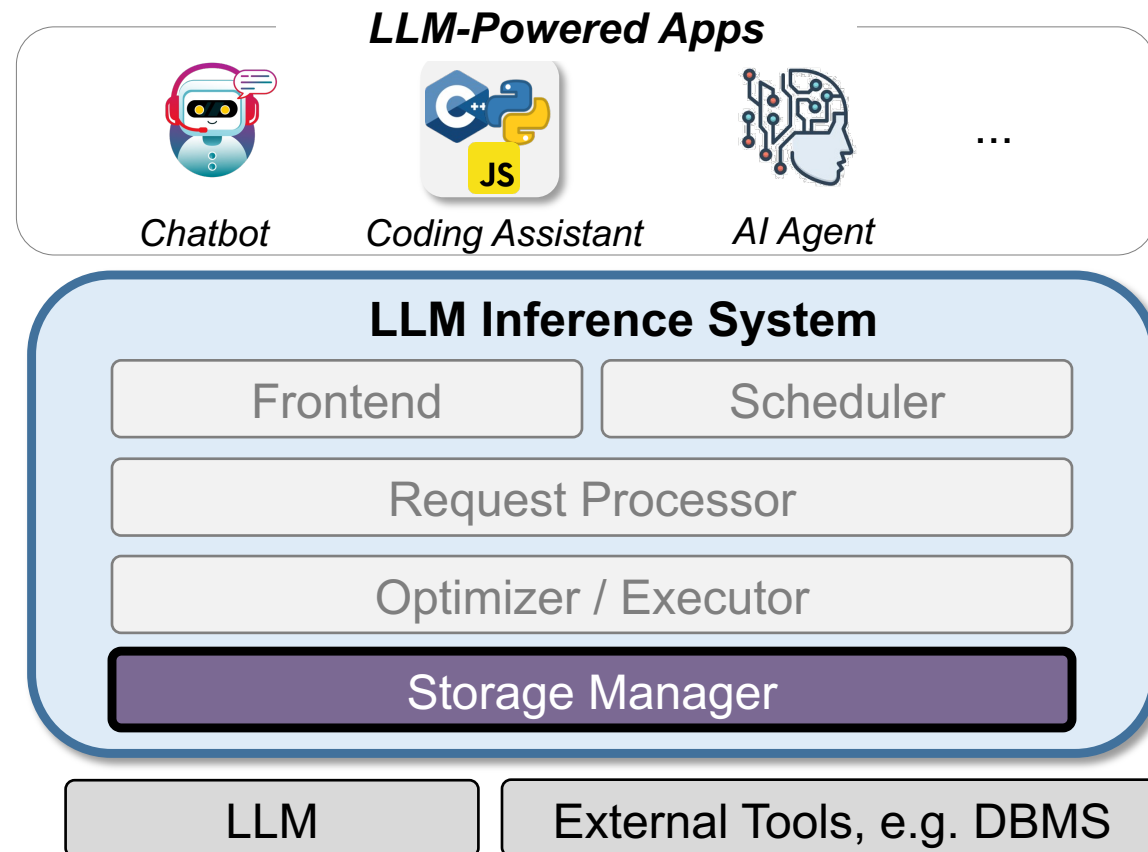 LLM-Powered Apps
C++
JS
...
Chatbot
Coding Assistant
AI Agent
LLM Inference System
Frontend
Scheduler
Request Processor
Optimizer / Executor
Storage Manager
LLM
External Tools, e.g. DBMS